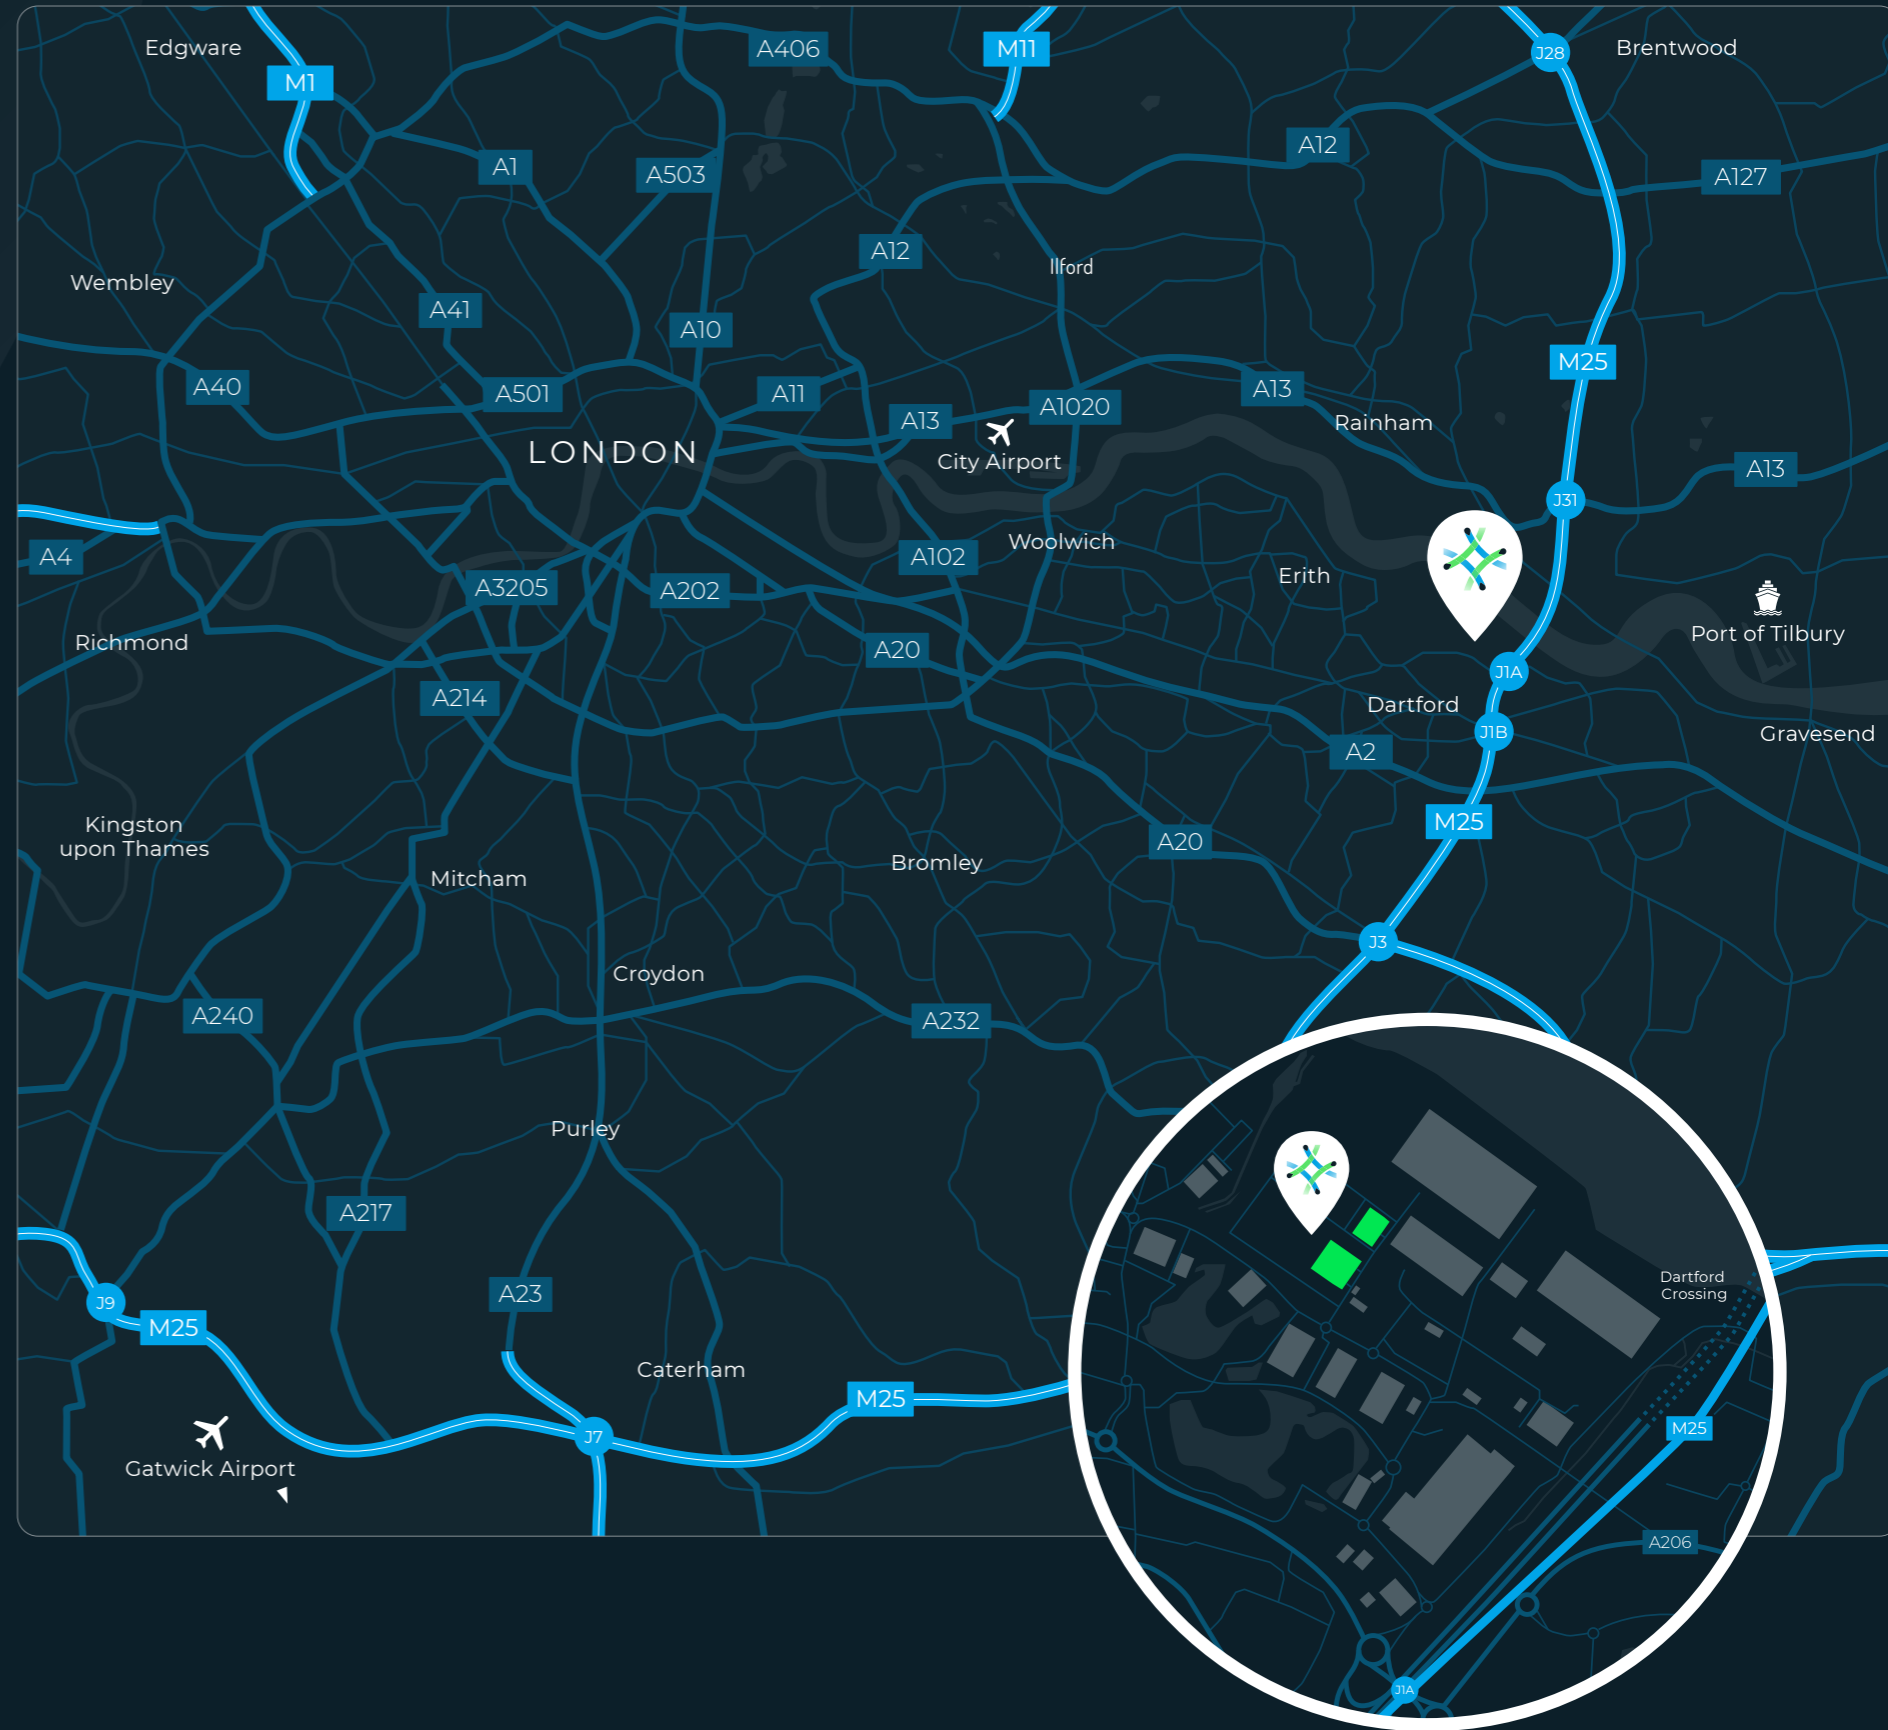 Edgware
M1
A406
M11
J28
Brentwood
A1
A503
A12
A127
A12
Ilford
Wembley
A41
A10
M25
A40
A501
A11
A13
A1020
A13
Rainham
LONDON
City Airport
A13
J31
A4
A3205
A202
A102
Woolwich
Erith
Port of Tilbury
Richmond
A20
A214
J1A
Dartford
J1B
Gravesend
A2
M25
Kingston
upon Thames
Mitcham
Bromley
A20
J3
Croydon
A240
A232
Purley
A217
A23
J9
M25
Caterham
M25
J7
Gatwick Airport
Dartford
Crossing
M25
A206
J1A